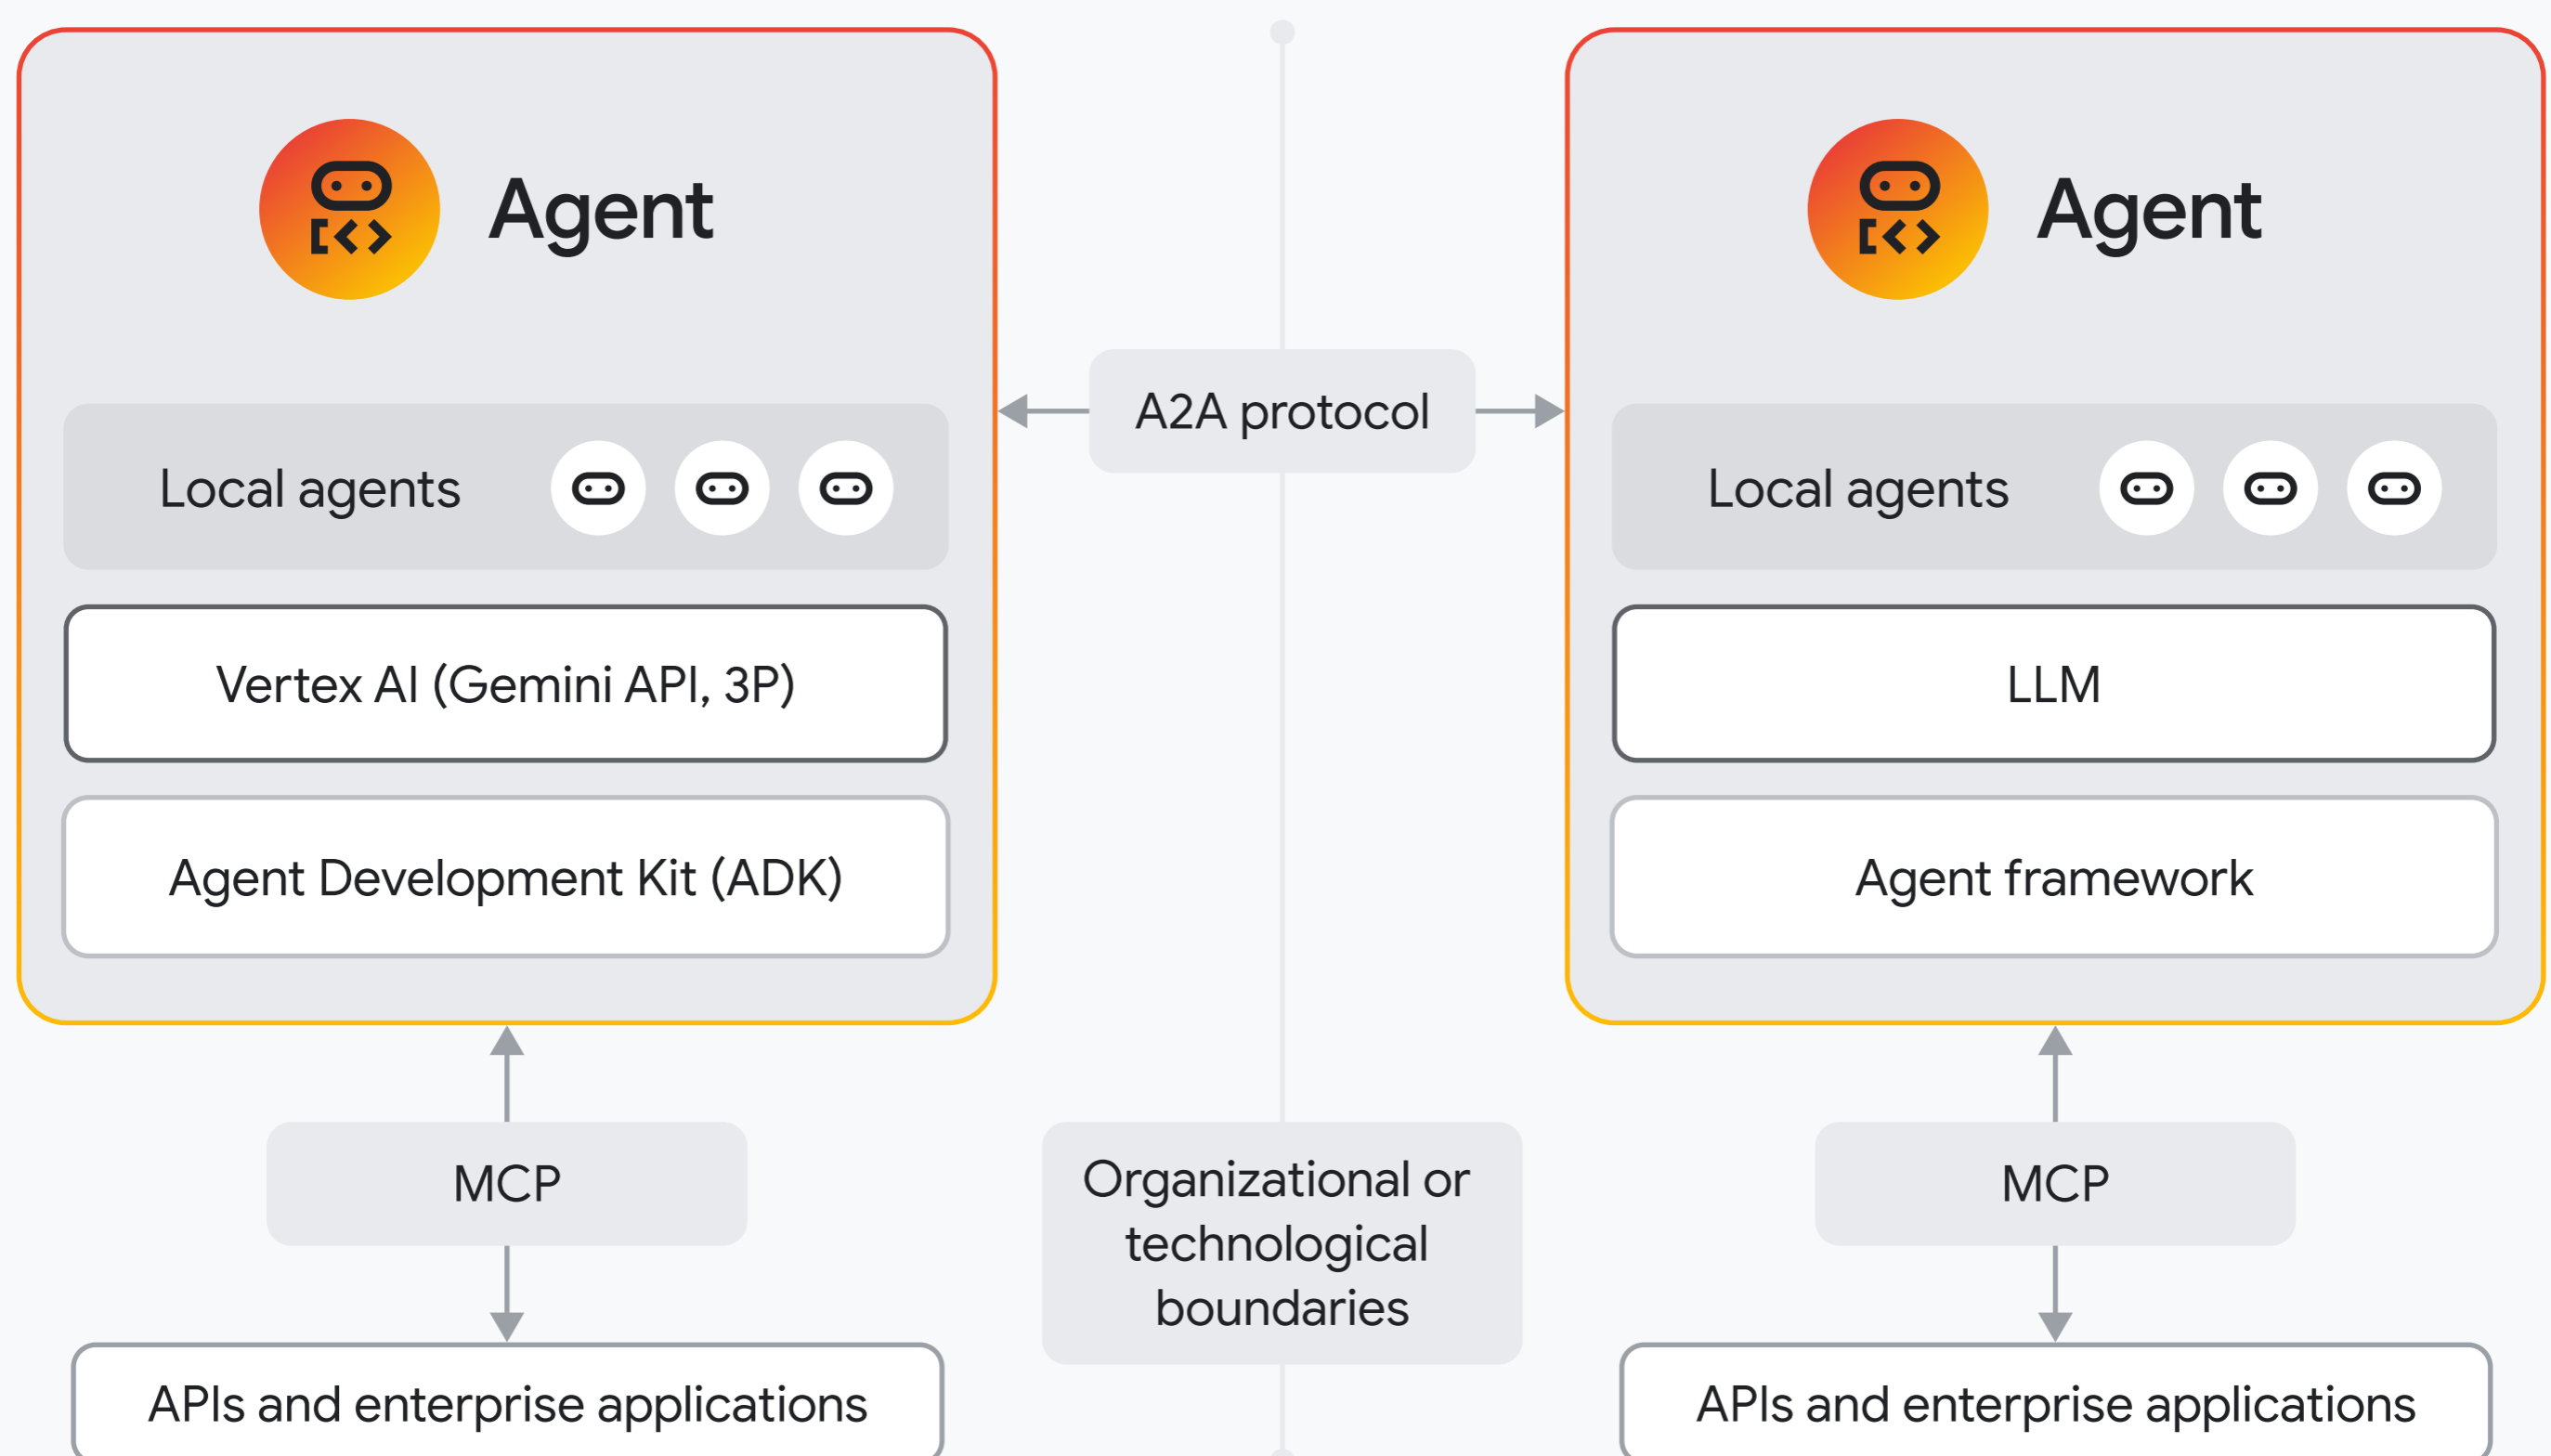 Agent
Agent
A2A protocol
Local agents
Local agents
Vertex AI (Gemini API, 3P)
LLM
Agent Development Kit (ADK)
Agent framework
MCP
Organizational or
technological
boundaries
MCP
APIs and enterprise applications
APIs and enterprise applications